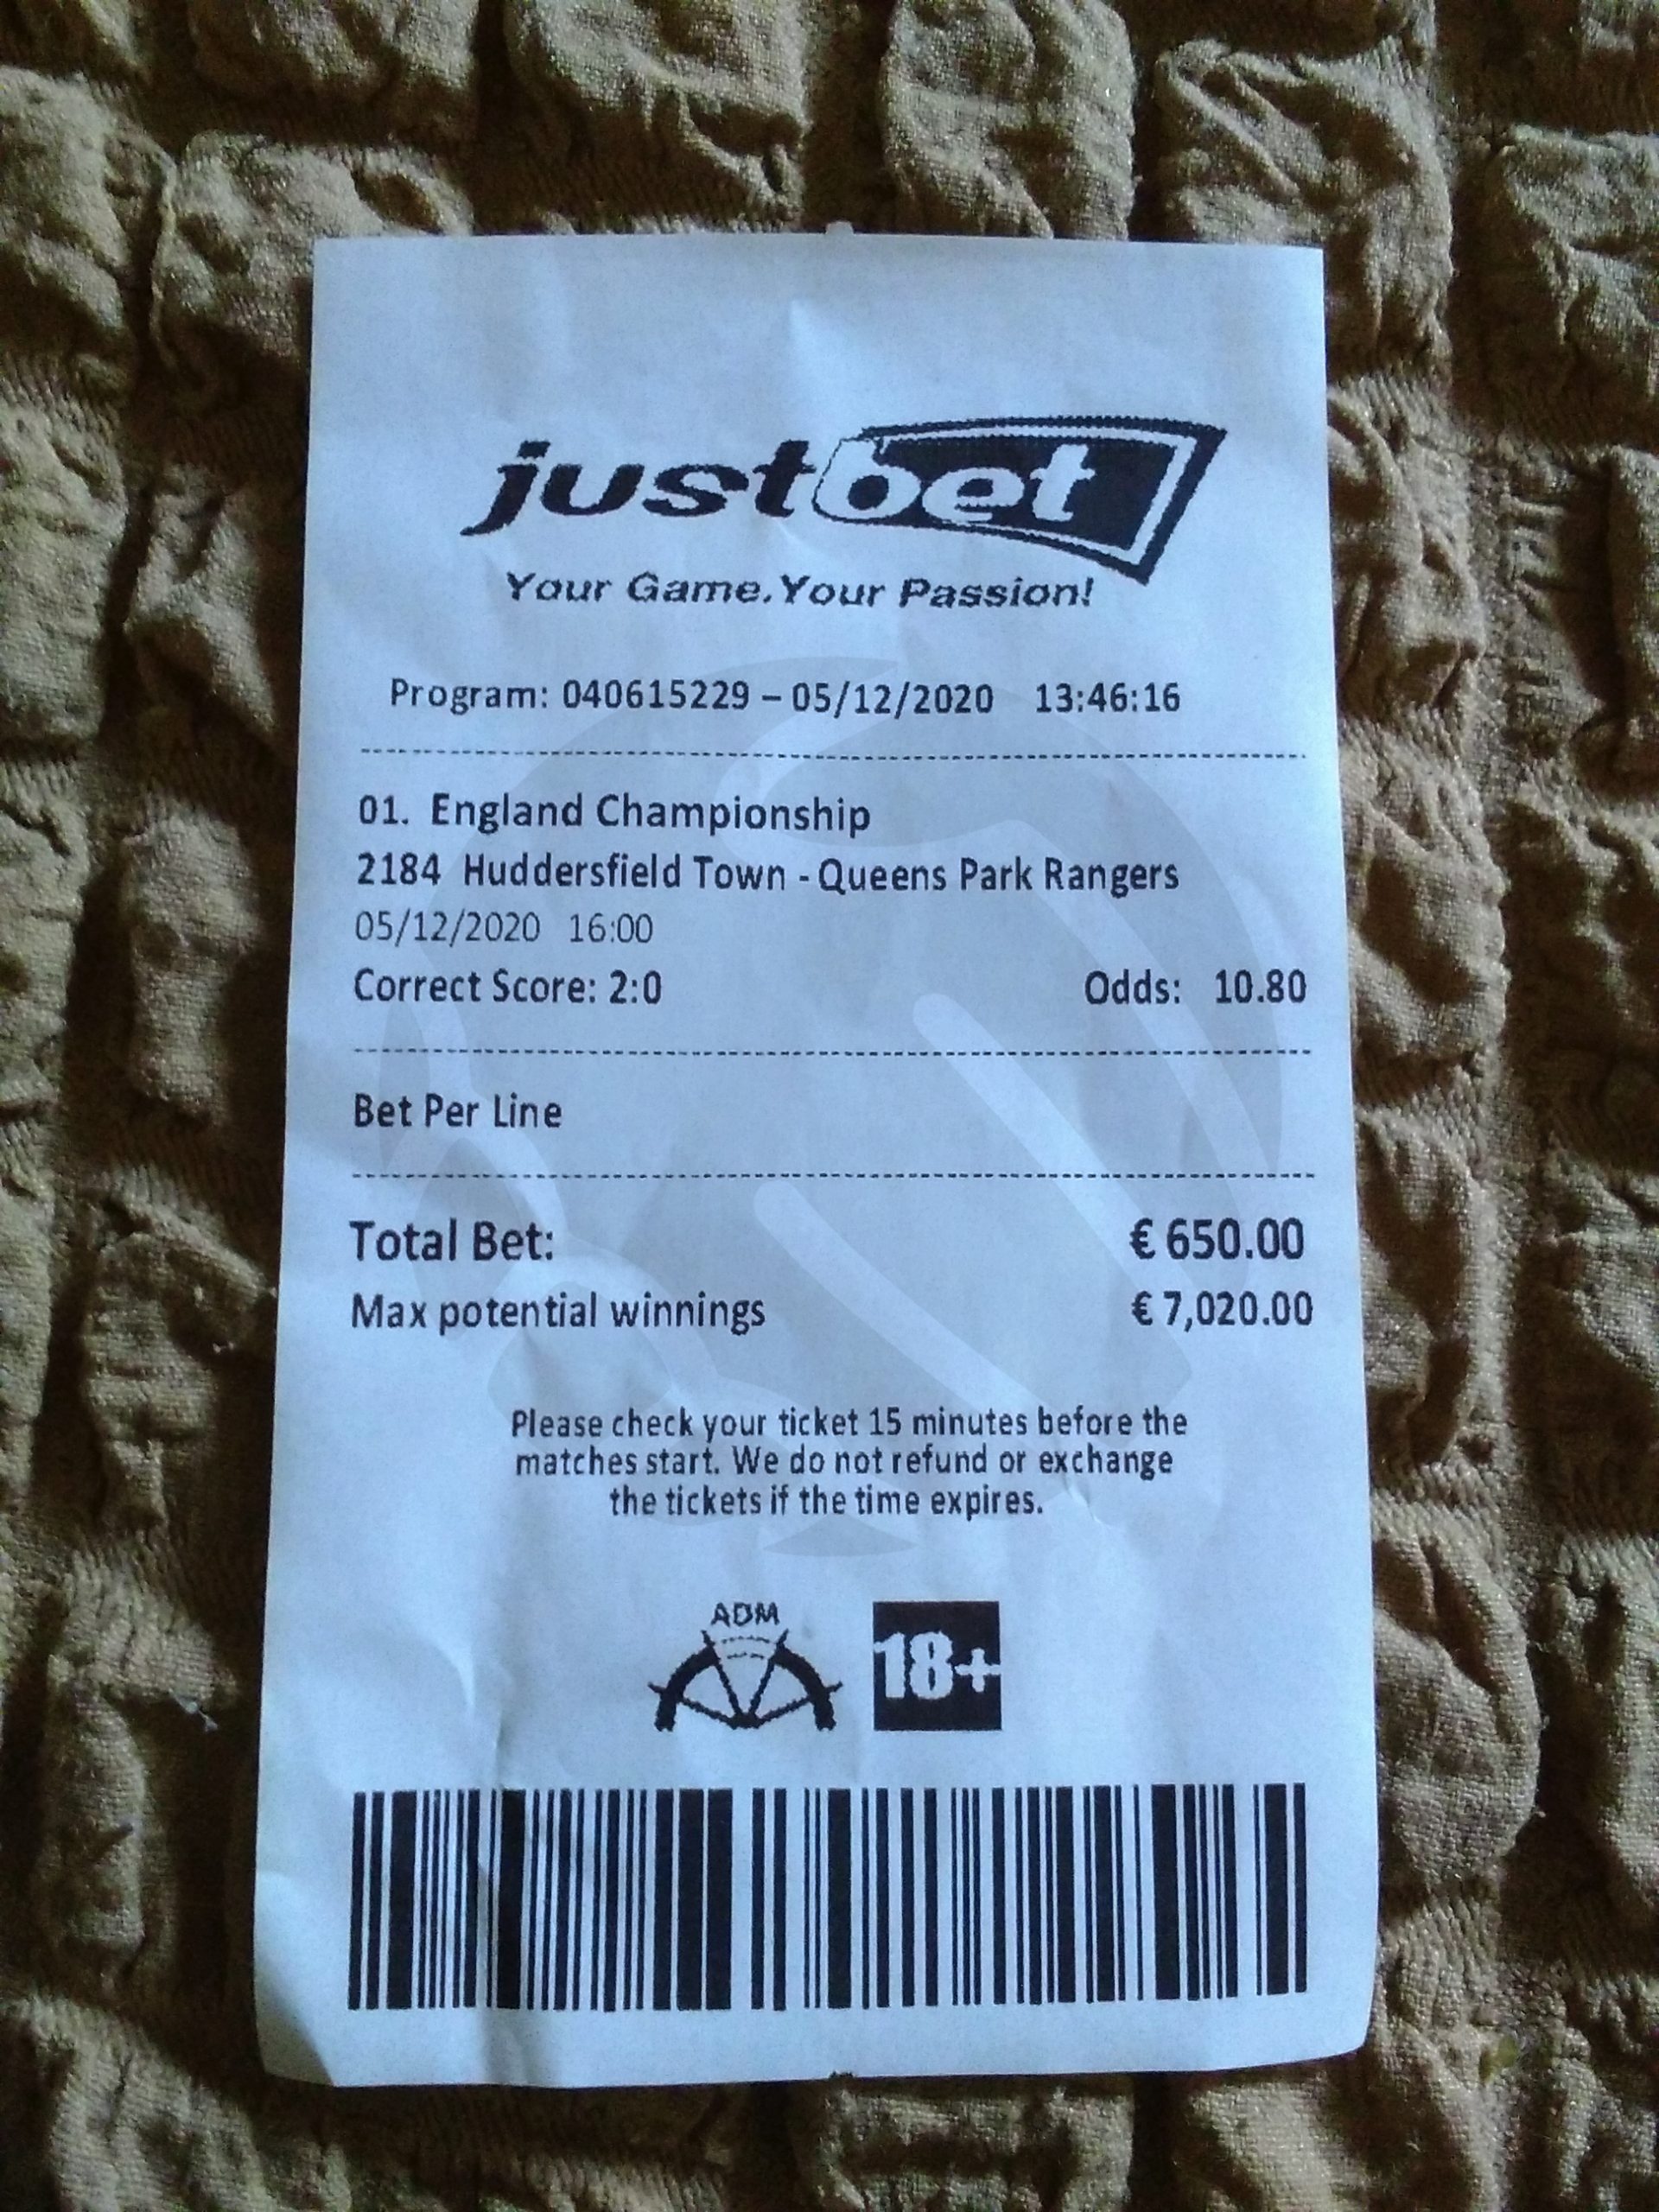 justbet
Your Game.Your Passion!
Program: 040615229 – 05/12/2020 13:46:16
01. England Championship
2184 Huddersfield Town - Queens Park Rangers
05/12/2020 16:00
Correct Score: 2:0 Odds: 10.80
Bet Per Line
Total Bet: € 650.00
Max potential winnings € 7,020.00
Please check your ticket 15 minutes before the
matches start. We do not refund or exchange
the tickets if the time expires.
ADM
18+